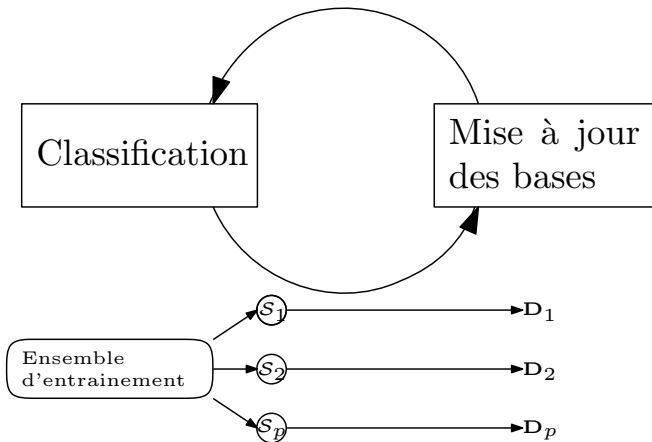 Classification
Mise à jour
des bases
S₁
D₁
Ensemble
d'entrainement
S₂
D₂
Sₚ
Dₚ